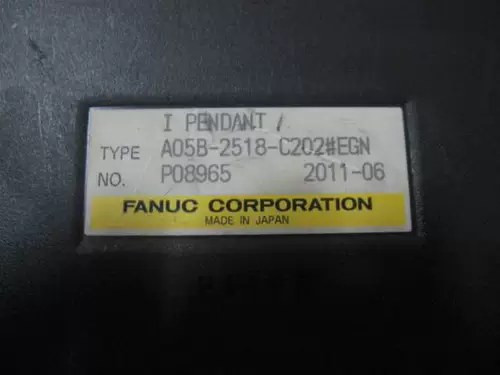 I PENDANT /
TYPE A05B-2518-C202#EGN
NO. P08965 2011-06
FANUC CORPORATION
MADE IN JAPAN